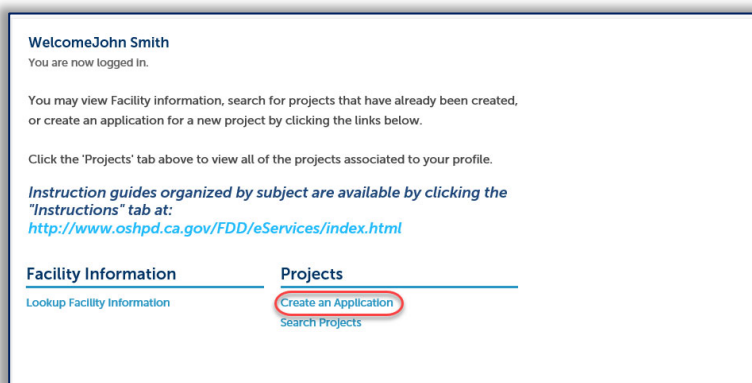 WelcomeJohn Smith
You are now logged in.
You may view Facility information, search for projects that have already been created,
or create an application for a new project by clicking the links below.
Click the 'Projects' tab above to view all of the projects associated to your profile.
Instruction guides organized by subject are available by clicking the
"Instructions" tab at:
http://www.oshpd.ca.gov/FDD/eServices/index.html
Facility Information
Lookup Facility Information
Projects
Create an Application
Search Projects